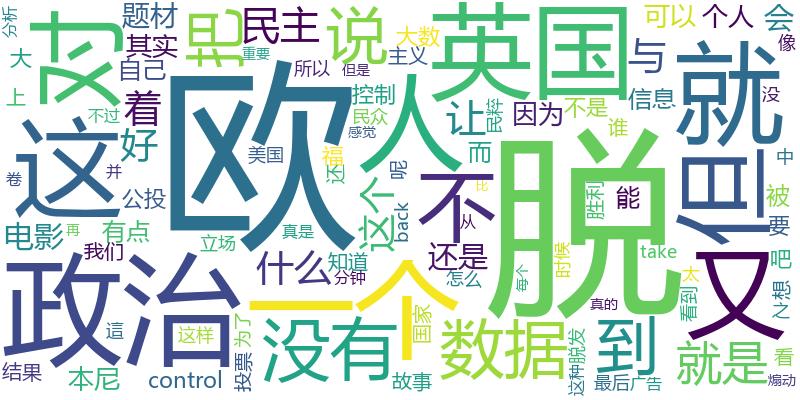 分析 题材 民主 说 英国 可以 个人 会
大 对 把 大数 重要 与 像
其实 所以 但是 主义
上 自己 控制 民众 让 因为 不是 信息 就 没
不过 着 感觉 民粹 谁
这 好 欧 人 而 脱 但 中
卷 并 美国 福 还 呢 不 胜利 能 被
公投 这个 back 从 比 要
电影 再 有点 立场 真是 还是 时候 太 吧
我们 什么 知道 怎么 take 看到 之 想
政治 分钟 一个 每个 真的 又
這 没有 国家 数据 到
这样 为了 这种 脱发 就是 看
结果 本尼 control 投票 故事 最后 广告 煽动